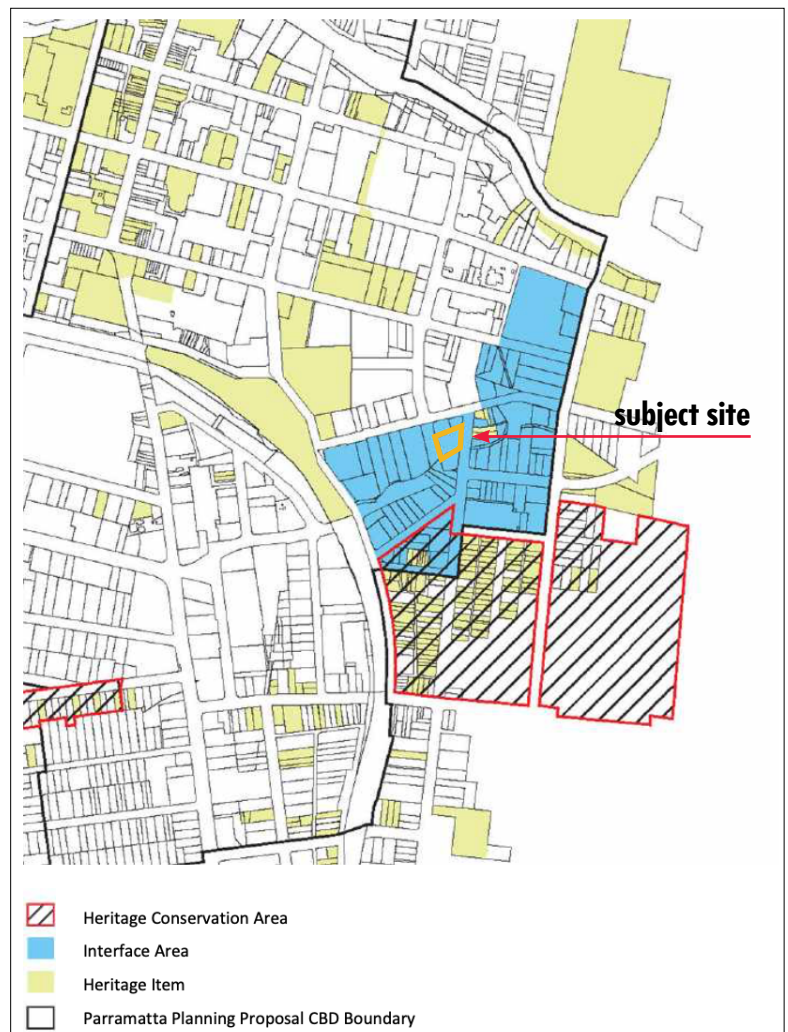 subject site
Heritage Conservation Area
Interface Area
Heritage Item
Parramatta Planning Proposal CBD Boundary